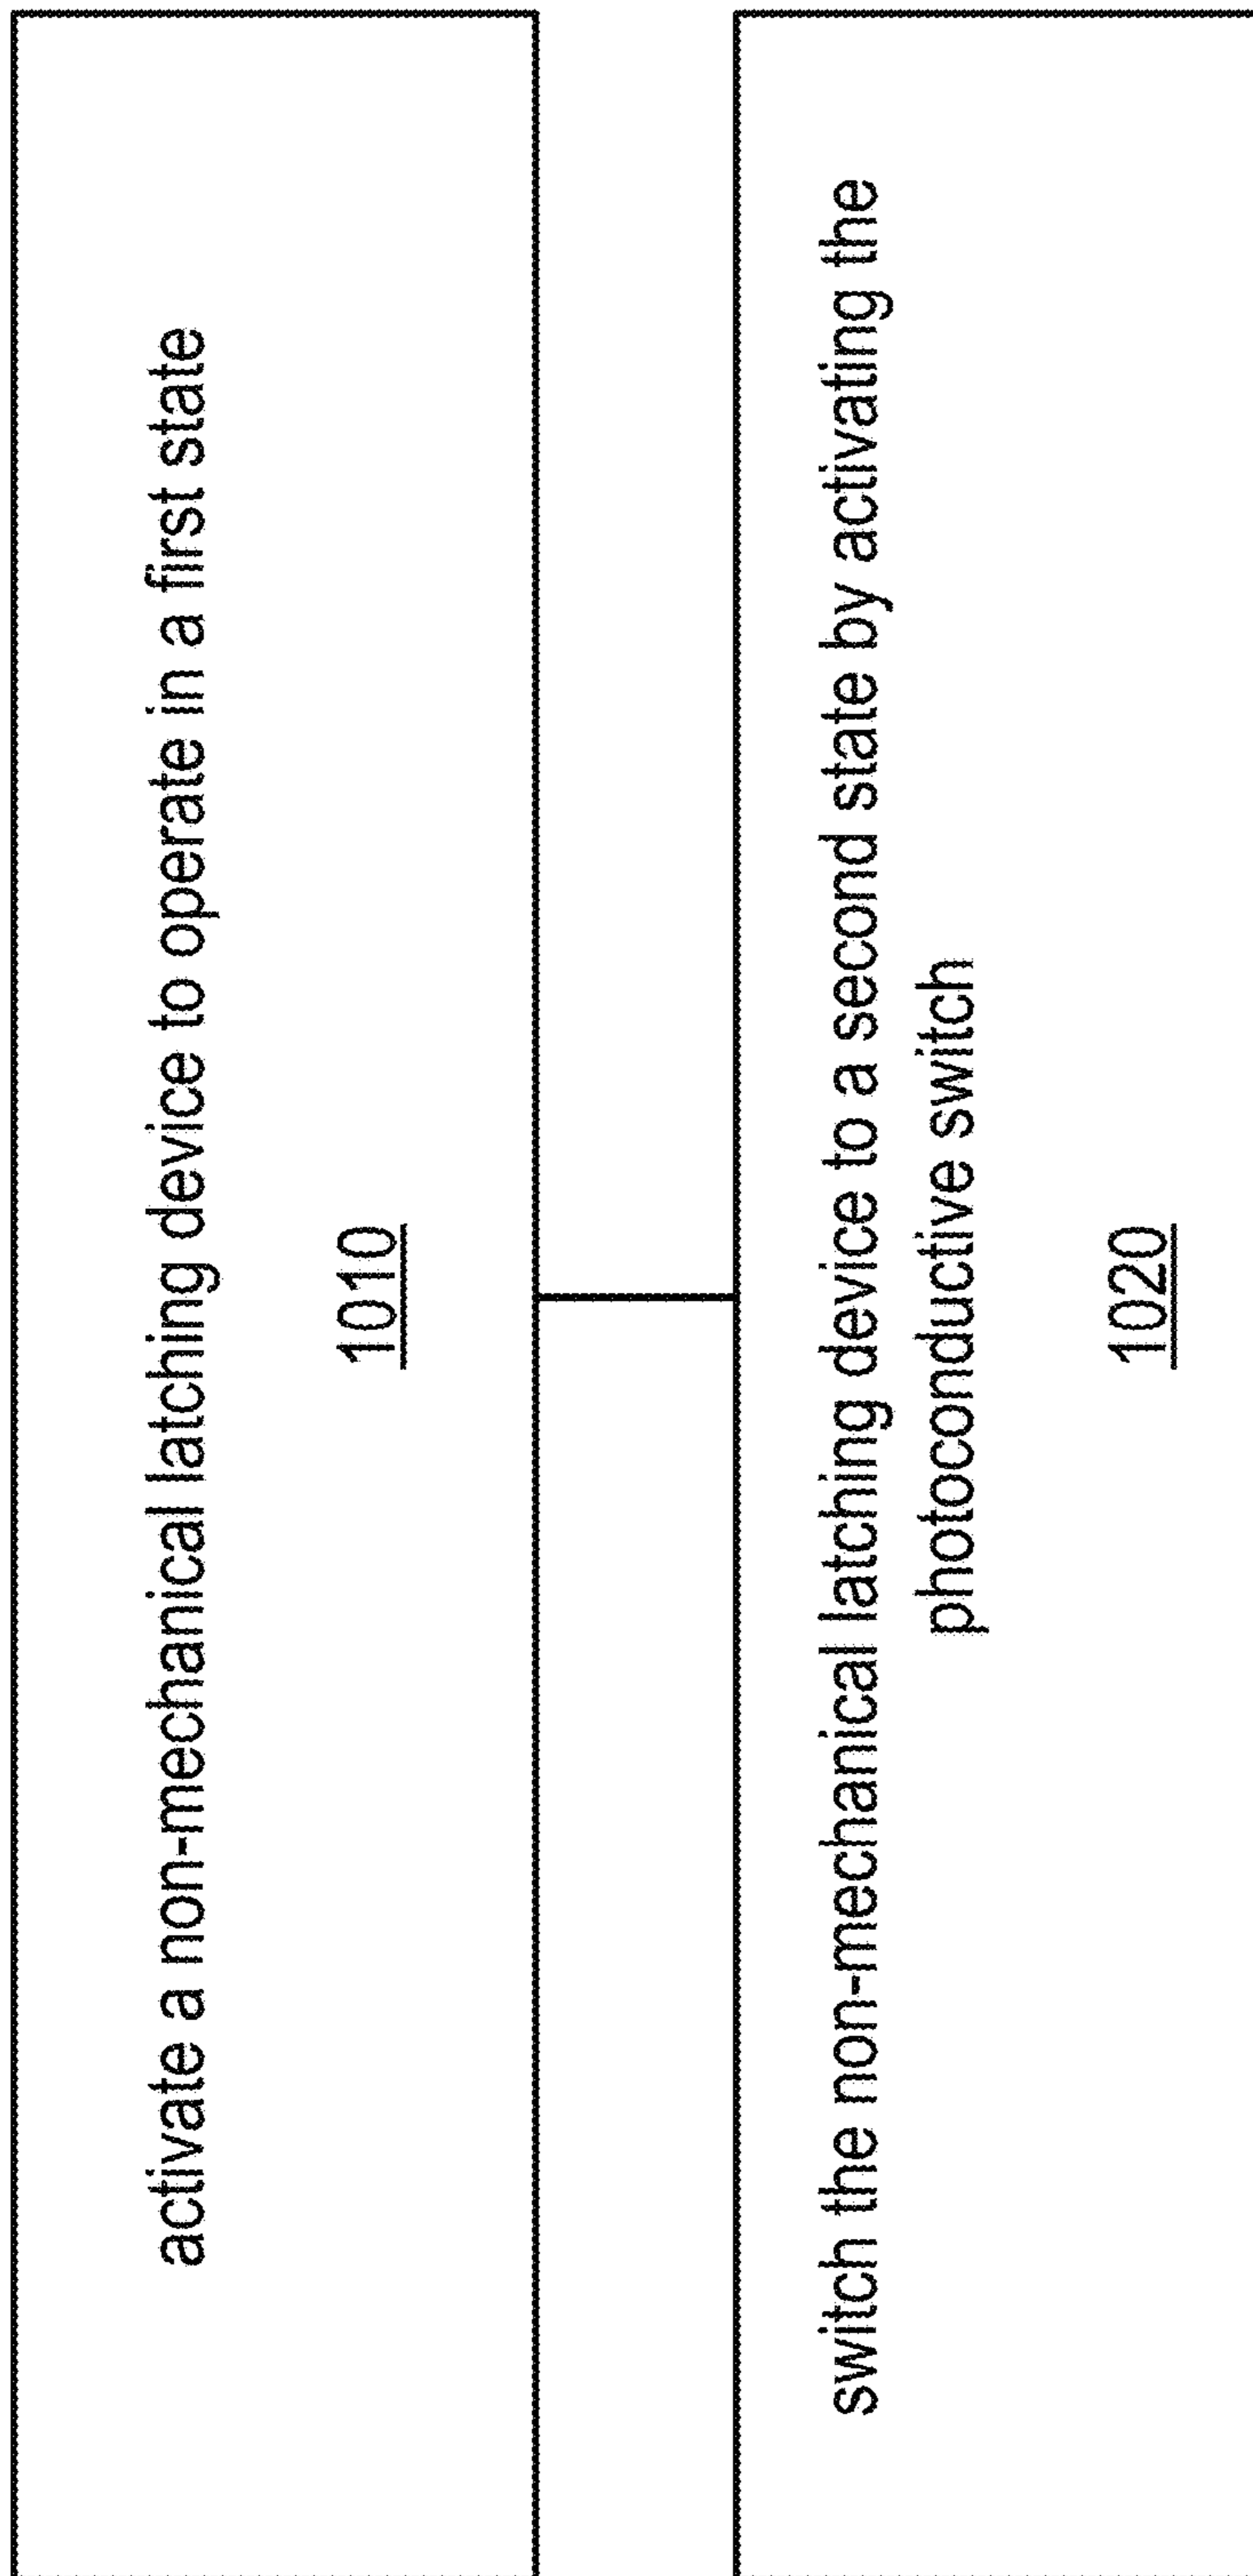 activate a non-mechanical latching device to operate in a first state
1010
switch the non-mechanical latching device to a second state by activating the
photoconductive switch
1020